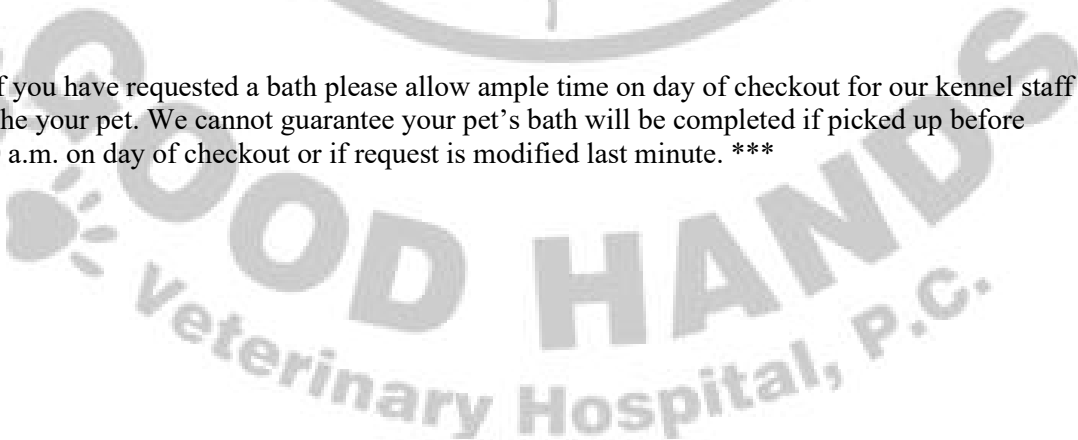 f you have requested a bath please allow ample time on day of checkout for our kennel staff
he your pet. We cannot guarantee your pet’s bath will be completed if picked up before
a.m. on day of checkout or if request is modified last minute. ***
GOOD HANDS
Veterinary Hospital, P.C.